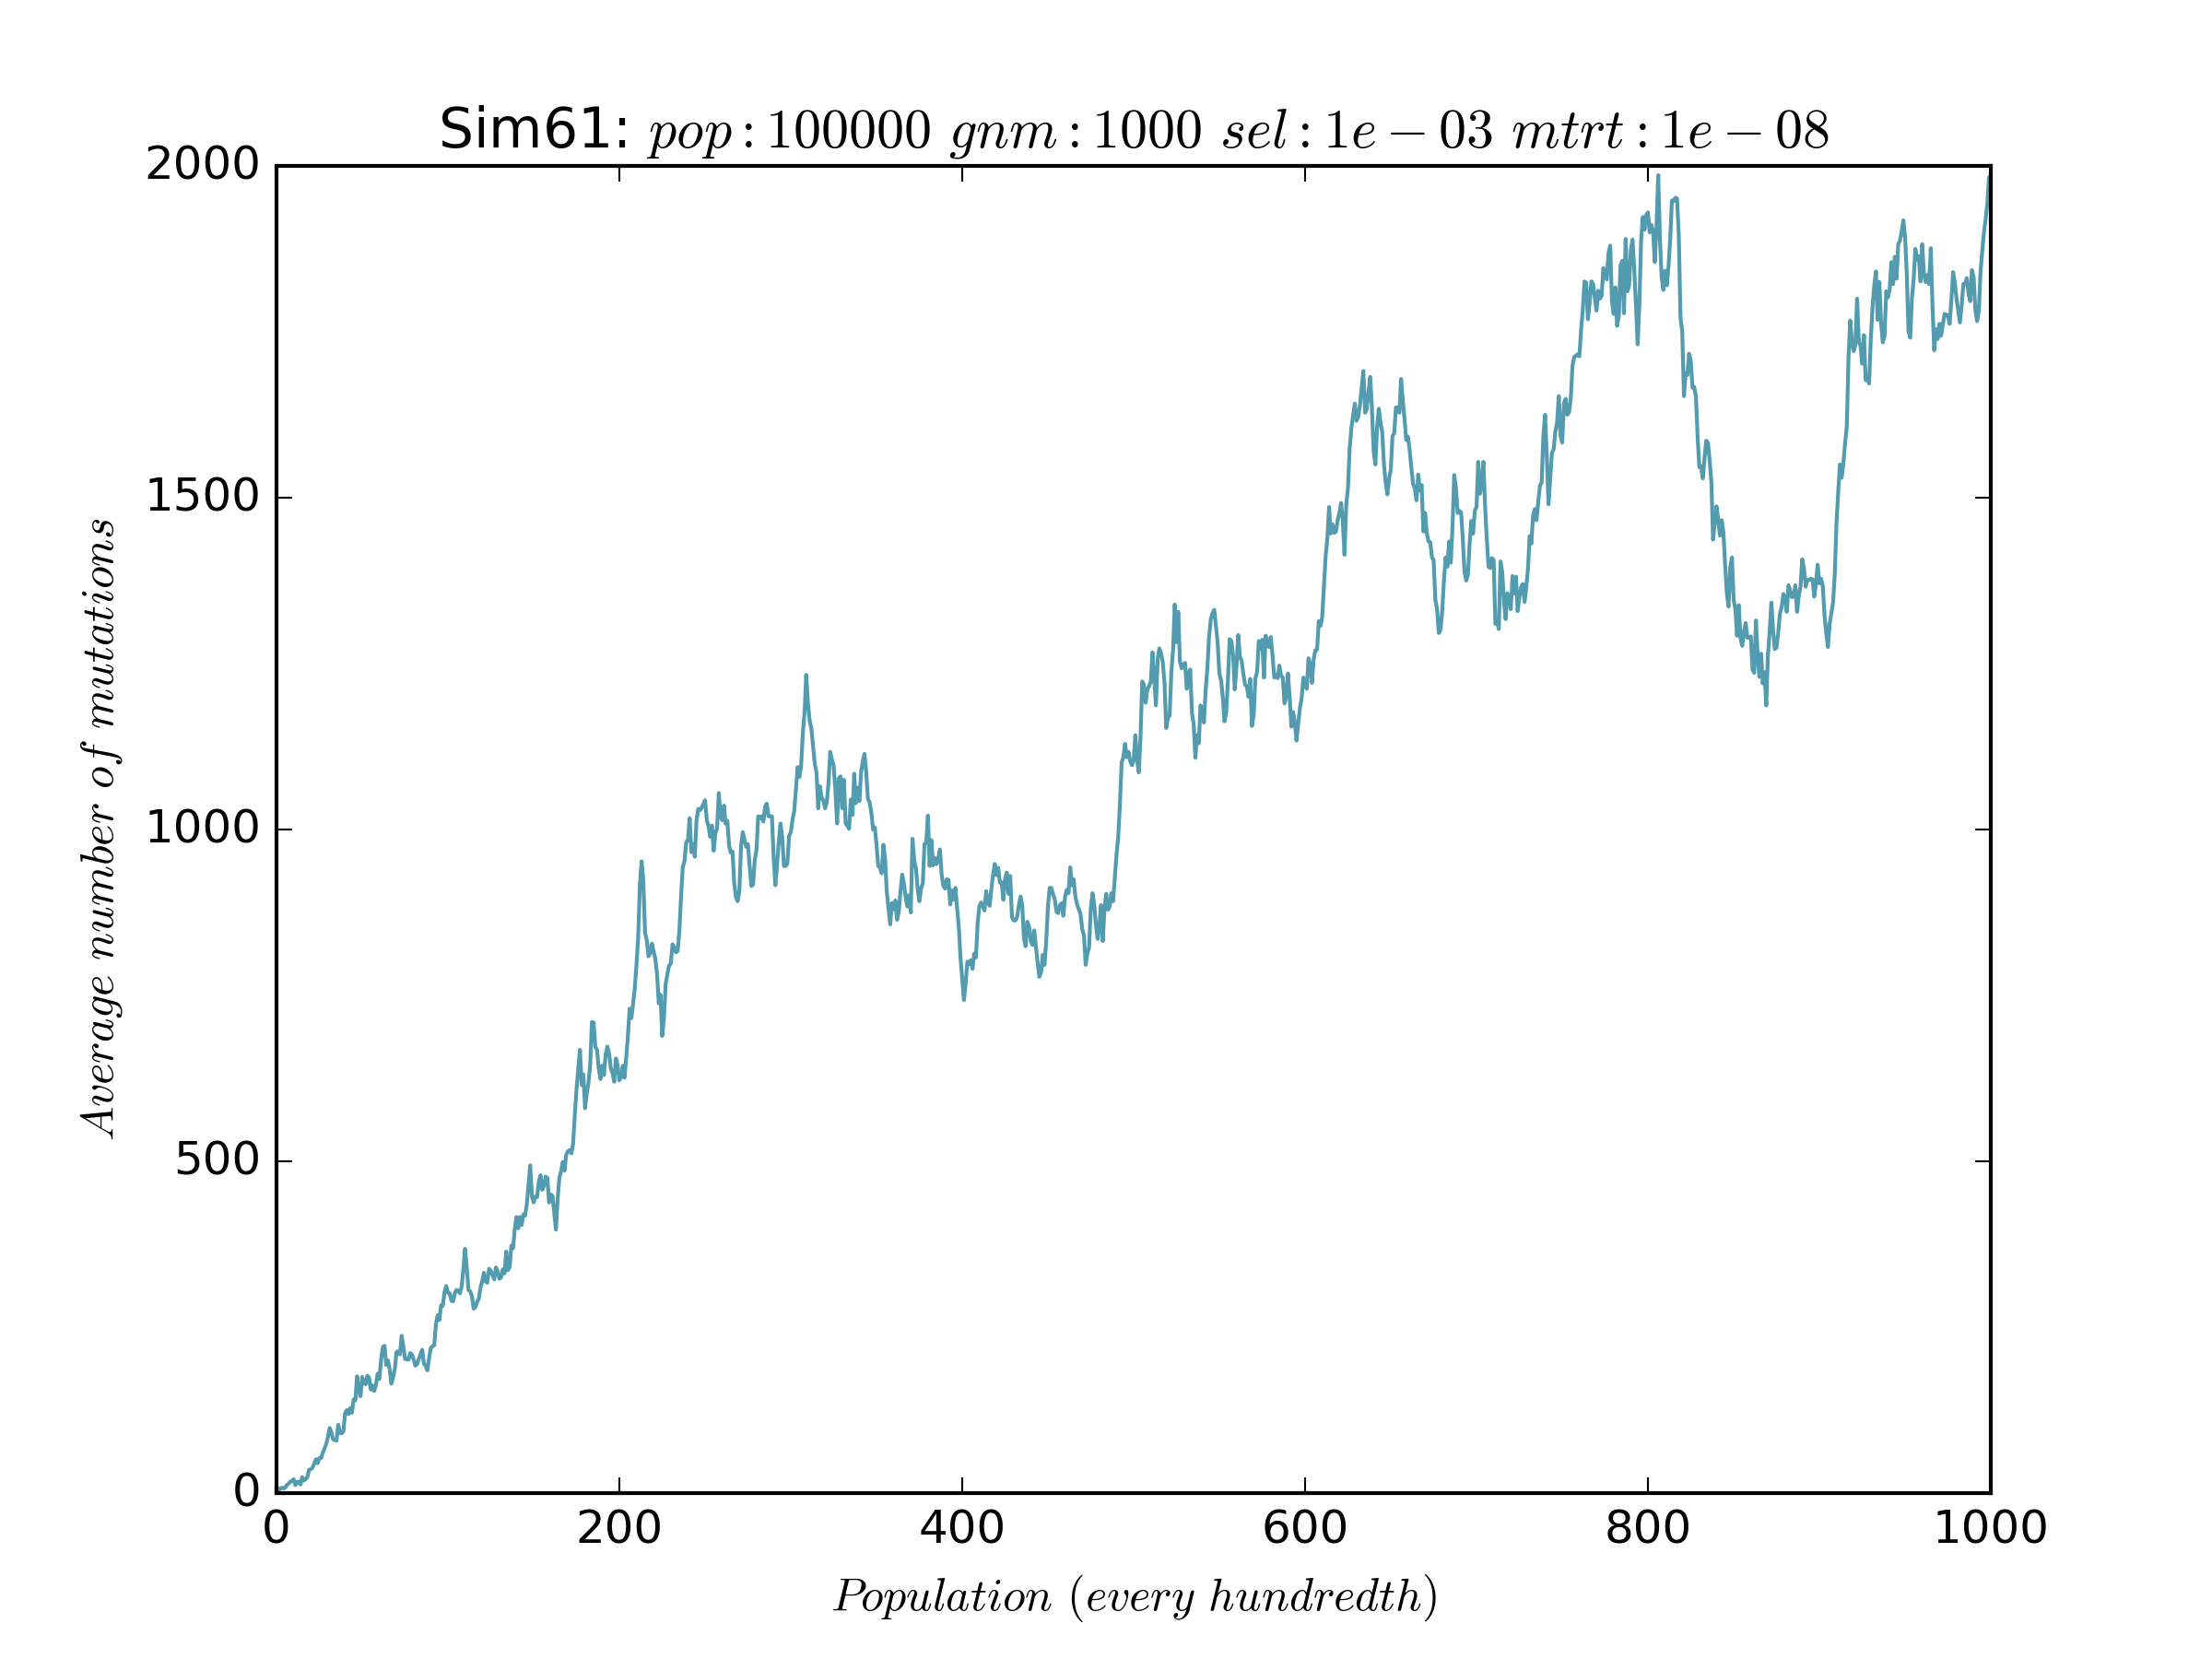 Sim61: pop : 100000 gnm : 1000 sel : 1e − 03 mtrt : 1e − 08
2000
1500
1000
500
0
Average number of mutations
0 200 400 600 800 1000
Population (every hundredth)